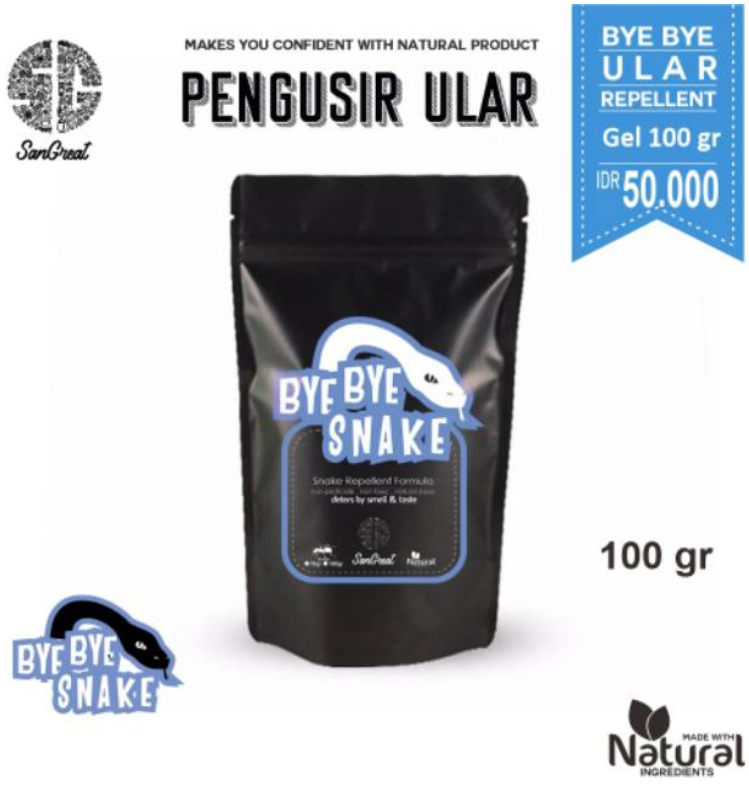 MAKES YOU CONFIDENT WITH NATURAL PRODUCT
PENGUSIR ULAR
SG
SanGreat
BYE BYE
ULAR
REPELLENT
Gel 100 gr
IDR 50.000
BYE BYE
SNAKE
Snake Repellent Formula
deters by smell & taste
SanGreat
Natural
100 gr
BYE BYE
SNAKE
MADE WITH
Natural
INGREDIENTS